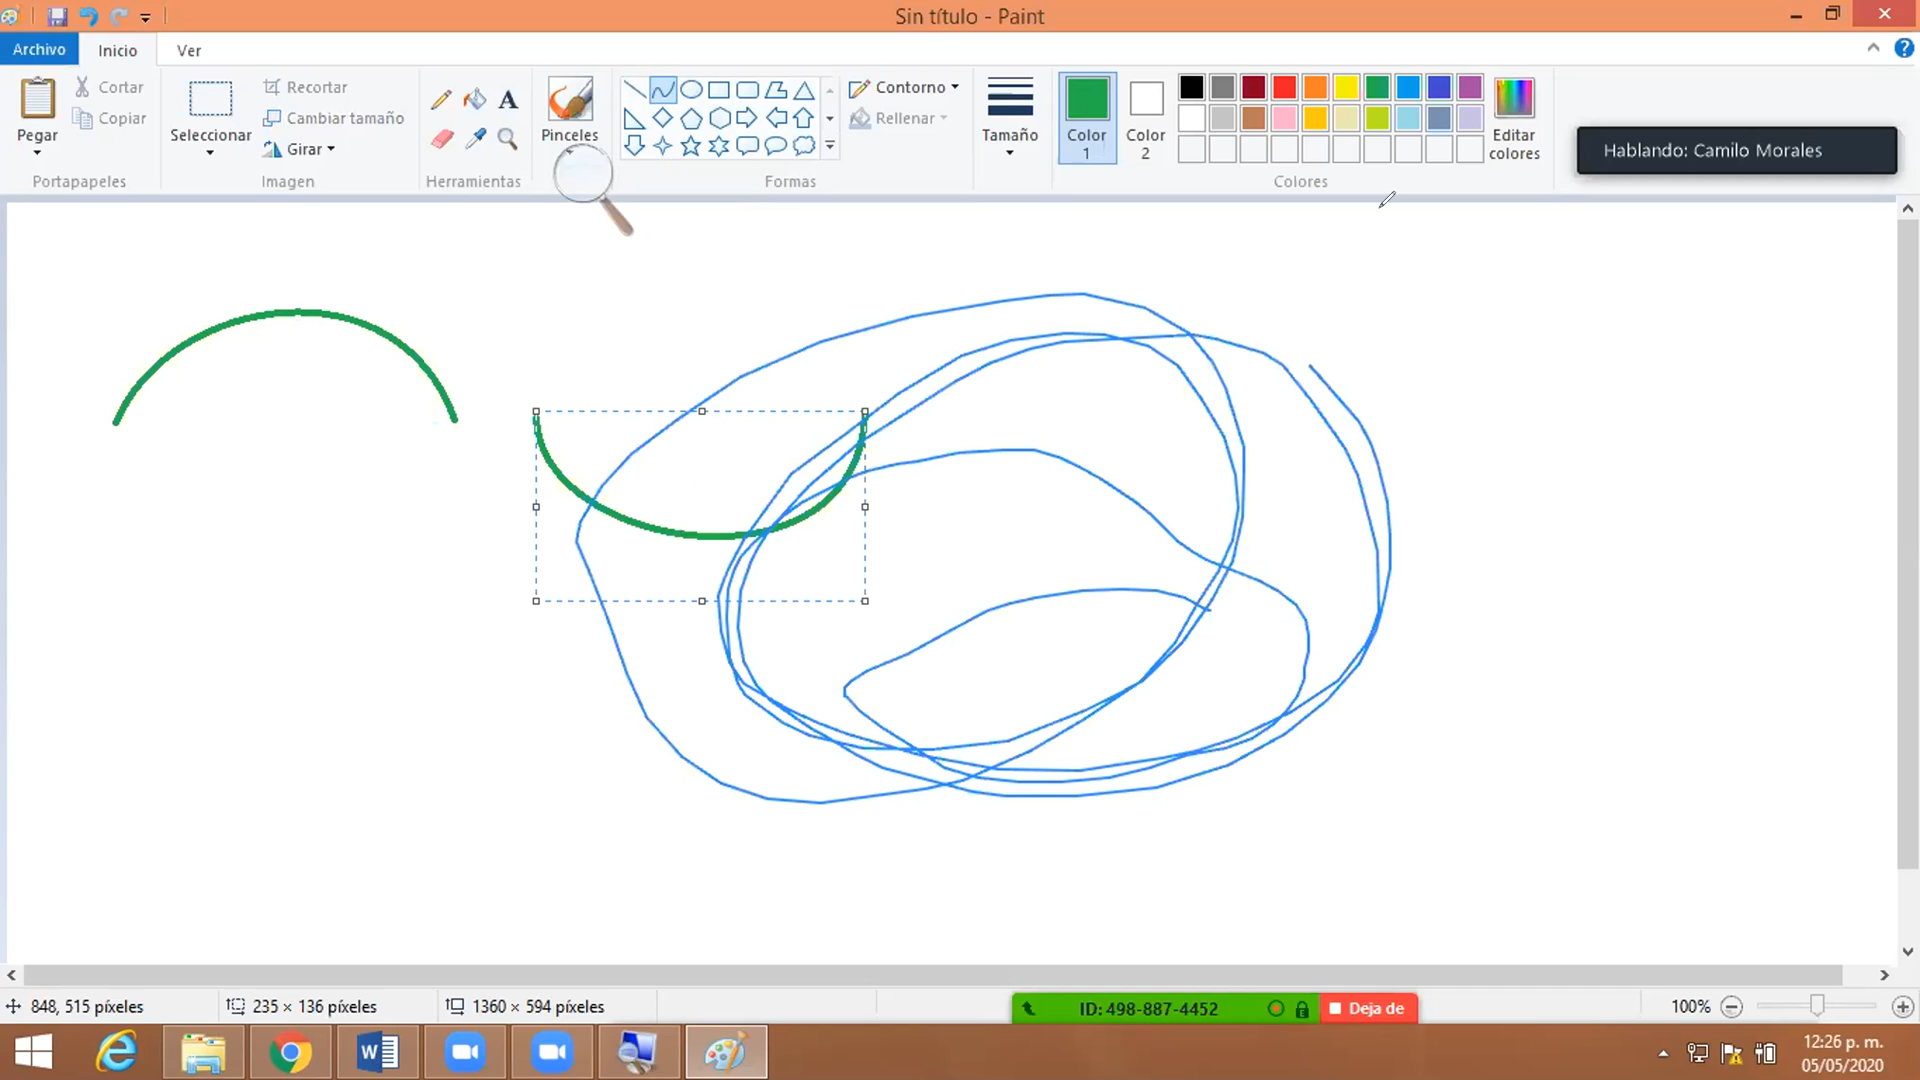 Sin título - Paint
Archivo
Inicio
Ver
Pegar
Cortar
Copiar
Portapapeles
Seleccionar
Recortar
Cambiar tamaño
Girar
Imagen
A
Herramientas
Pinceles
Contorno
Rellenar
Formas
Tamaño
Color
1
Color
2
Editar
colores
Colores
Hablando: Camilo Morales
848, 515 píxeles
235 × 136 píxeles
1360 × 594 píxeles
ID: 498-887-4452
Deja de
100%
12:26 p. m.
05/05/2020